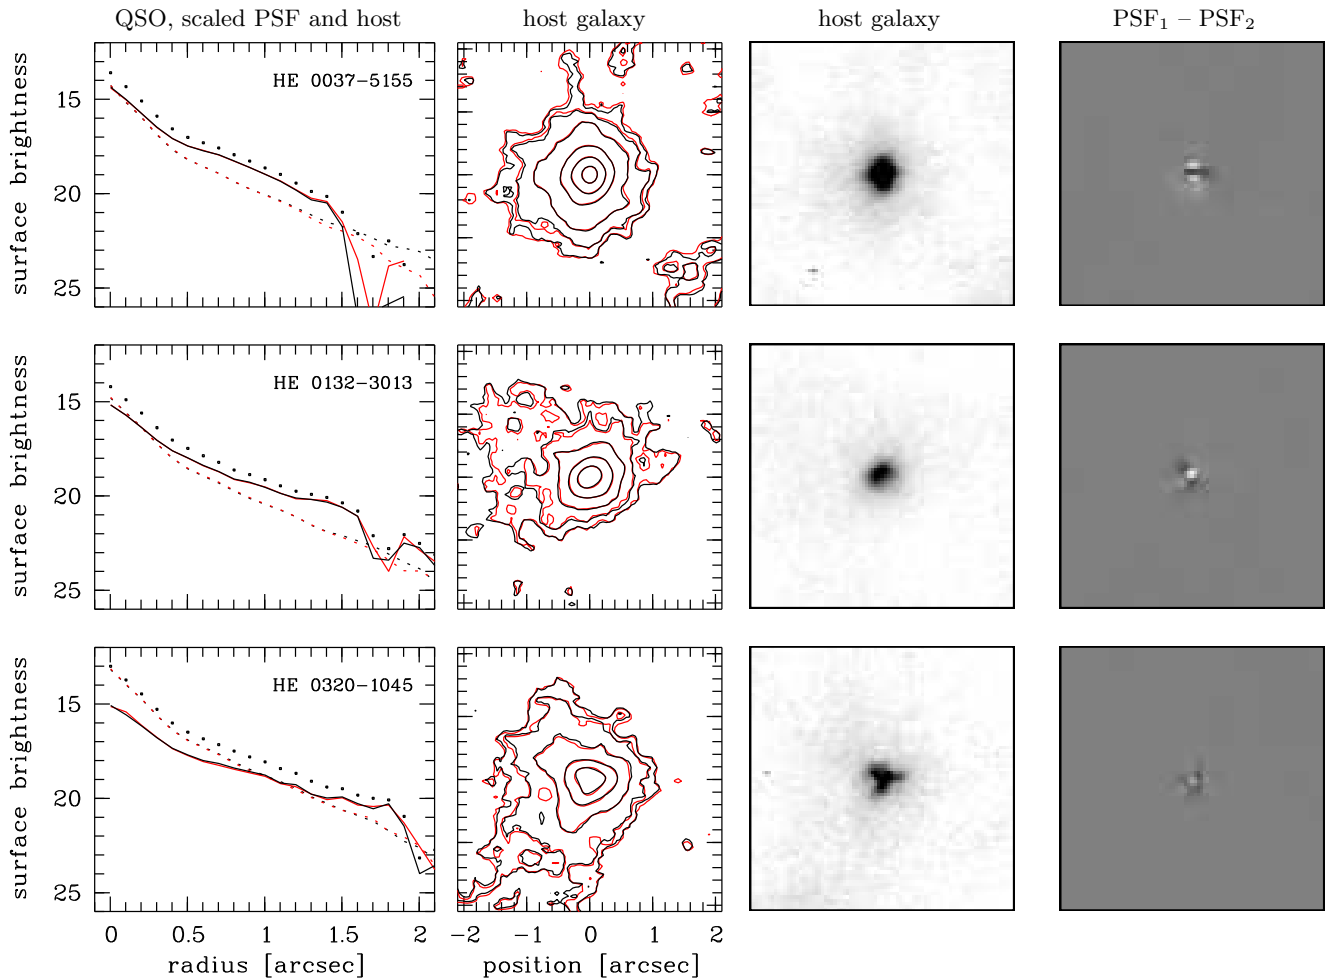 QSO, scaled PSF and host
host galaxy
host galaxy
PSF₁ – PSF₂
surface brightness
15
20
25
HE 0037–5155
surface brightness
15
20
25
HE 0132–3013
surface brightness
15
20
25
HE 0320–1045
0 0.5 1 1.5 2
radius [arcsec]
−2 −1 0 1 2
position [arcsec]